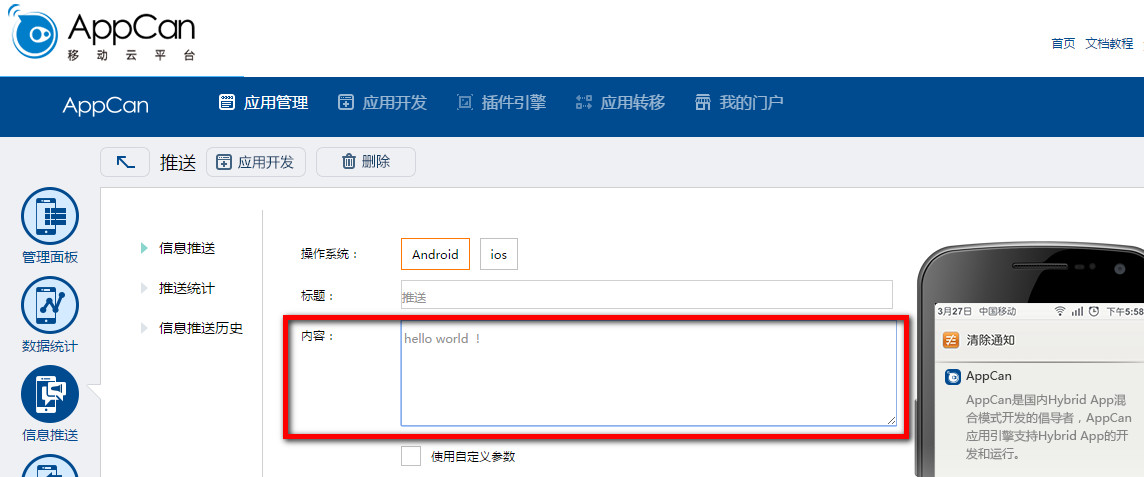 AppCan
移动云平台
首页 文档教程
AppCan 应用管理 应用开发 插件引擎 应用转移 我的门户
推送 应用开发 删除
管理面板
数据统计
信息推送
信息推送
推送统计
信息推送历史
操作系统： Android ios
标题： 推送
内容： hello world ！
使用自定义参数
3月27日 中国移动 下午5:58
清除通知
AppCan
AppCan是国内Hybrid App混
合模式开发的倡导者，AppCan
应用引擎支持Hybrid App的开
发和运行。